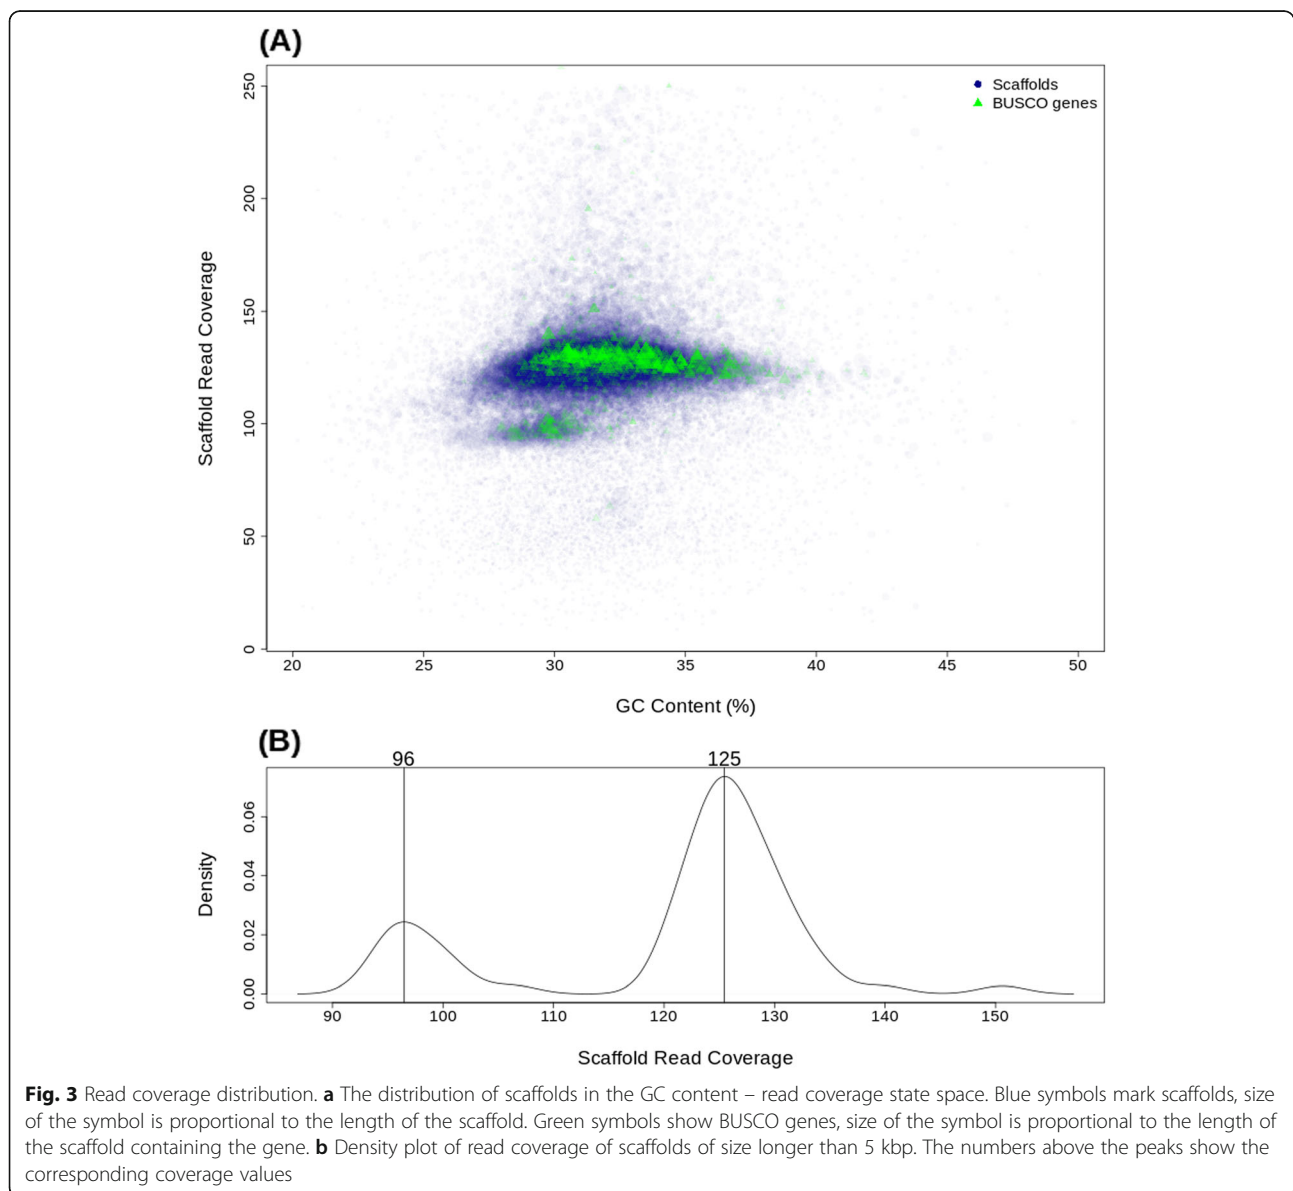 (A)
250
200
150
100
50
0
Scaffold Read Coverage
Scaffolds
BUSCO genes
20 25 30 35 40 45 50
GC Content (%)
(B)
96 125
0.06
0.04
0.02
0.00
Density
90 100 110 120 130 140 150
Scaffold Read Coverage
Fig. 3 Read coverage distribution. a The distribution of scaffolds in the GC content – read coverage state space. Blue symbols mark scaffolds, size
of the symbol is proportional to the length of the scaffold. Green symbols show BUSCO genes, size of the symbol is proportional to the length of
the scaffold containing the gene. b Density plot of read coverage of scaffolds of size longer than 5 kbp. The numbers above the peaks show the
corresponding coverage values